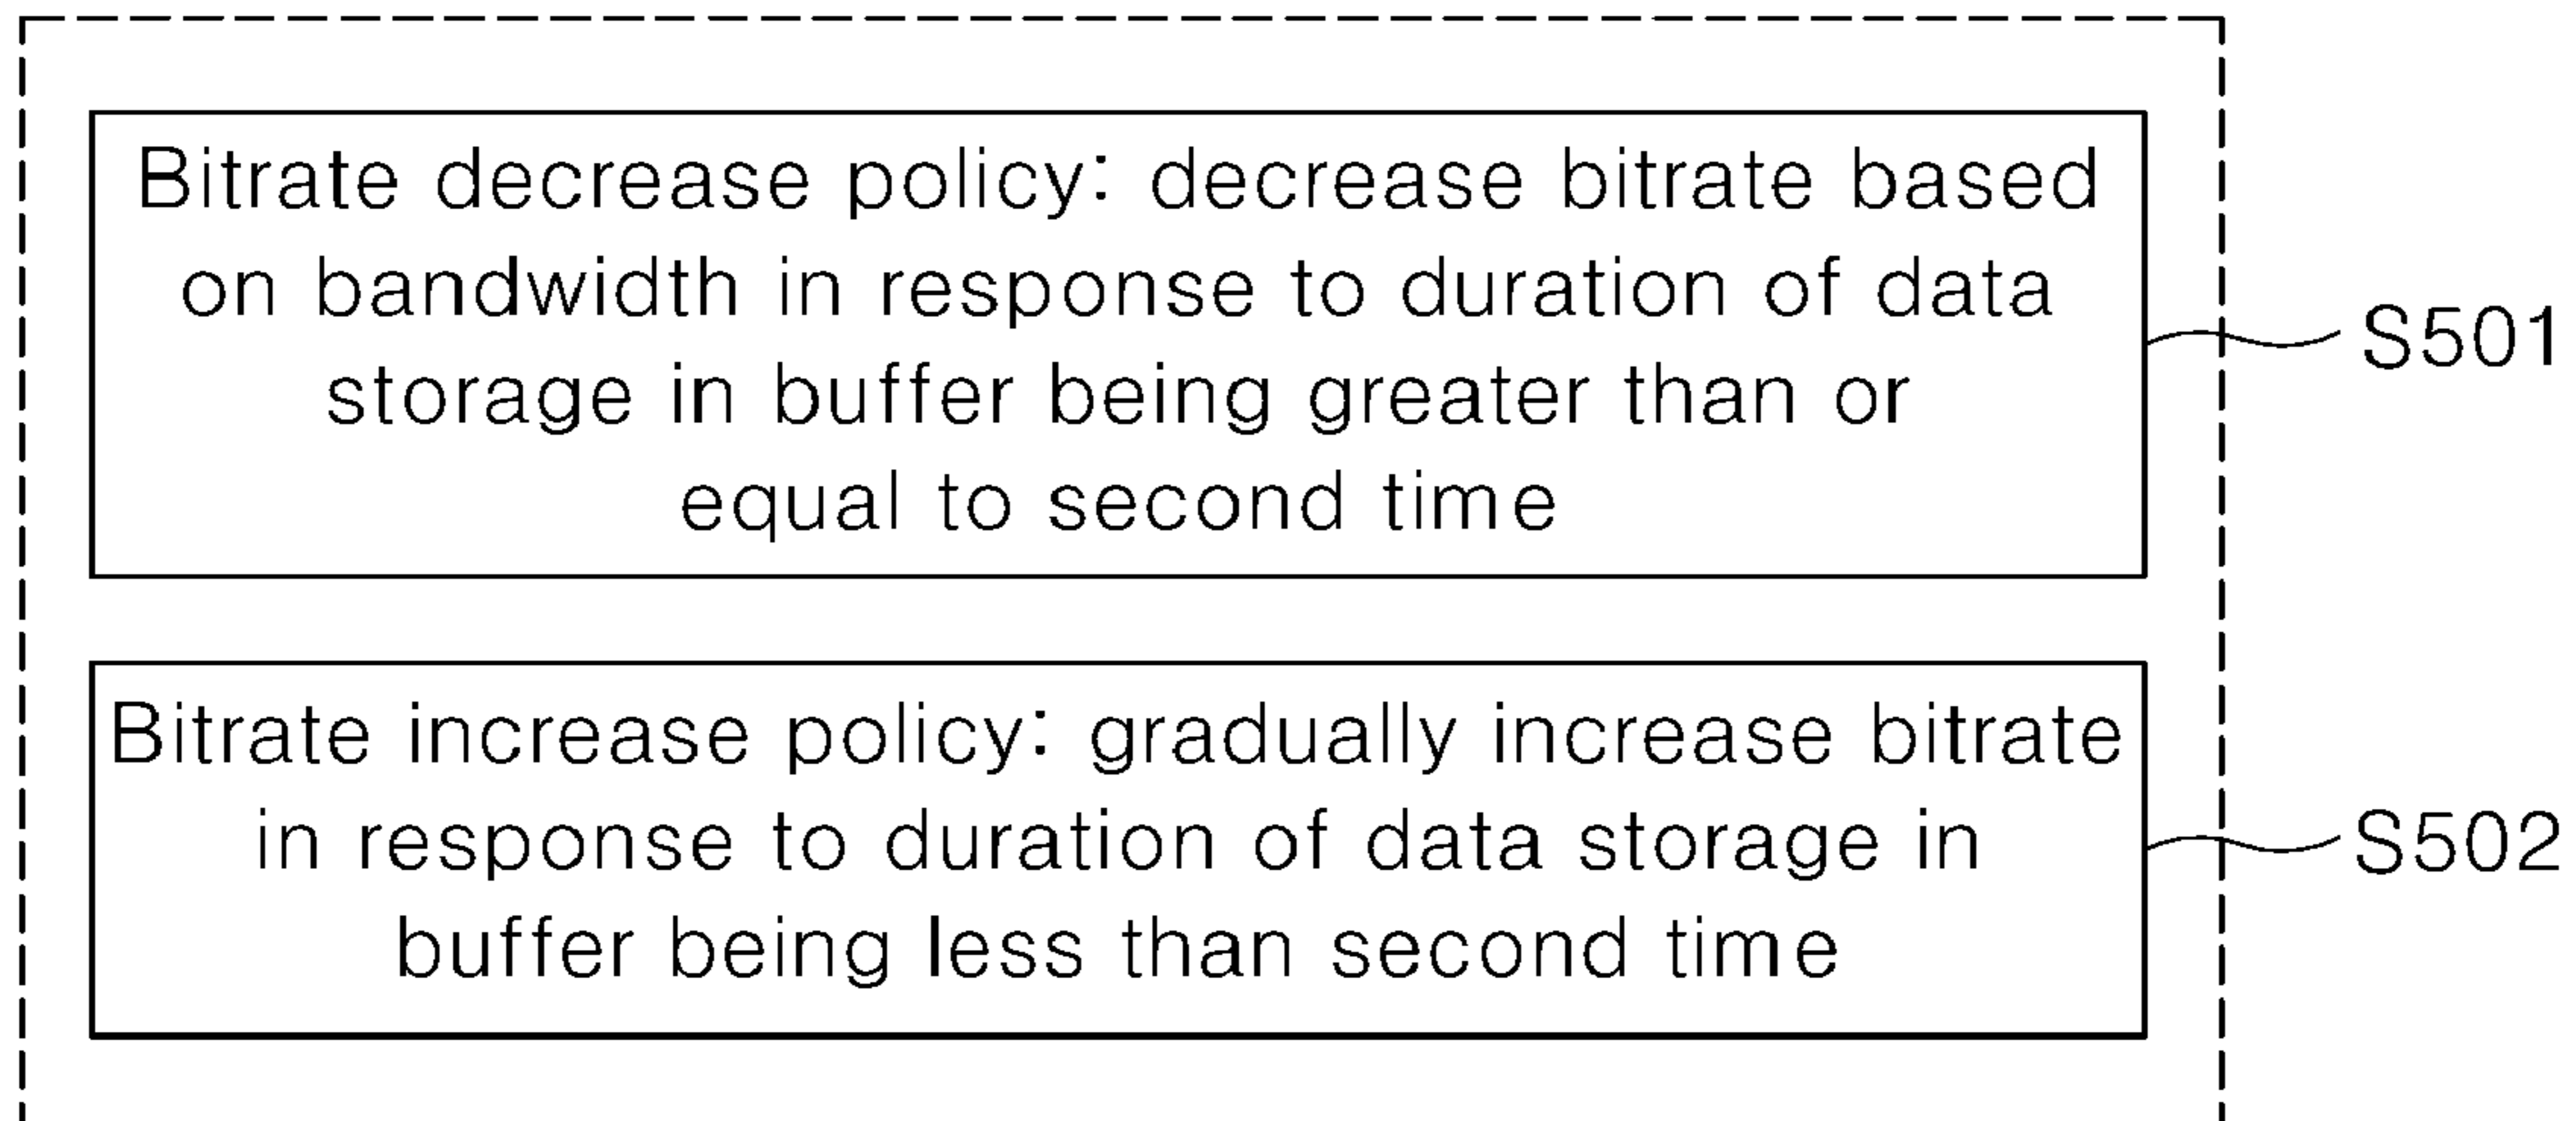 Bitrate decrease policy: decrease bitrate based
on bandwidth in response to duration of data
storage in buffer being greater than or
equal to second time
S501
Bitrate increase policy: gradually increase bitrate
in response to duration of data storage in
buffer being less than second time
S502